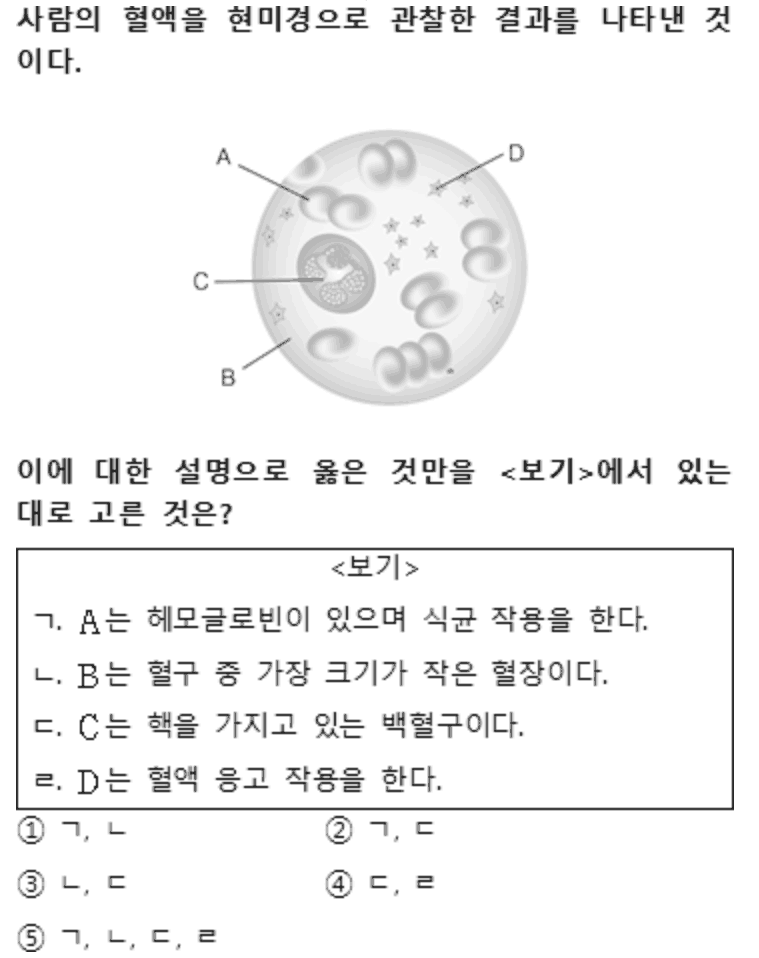 사람의 혈액을 현미경으로 관찰한 결과를 나타낸 것
이다.
A
D
C
B
이에 대한 설명으로 옳은 것만을 <보기>에서 있는
대로 고른 것은?
<보기>
ㄱ. A는 헤모글로빈이 있으며 식균 작용을 한다.
ㄴ. B는 혈구 중 가장 크기가 작은 혈장이다.
ㄷ. C는 핵을 가지고 있는 백혈구이다.
ㄹ. D는 혈액 응고 작용을 한다.
① ㄱ, ㄴ ② ㄱ, ㄷ
③ ㄴ, ㄷ ④ ㄷ, ㄹ
⑤ ㄱ, ㄴ, ㄷ, ㄹ